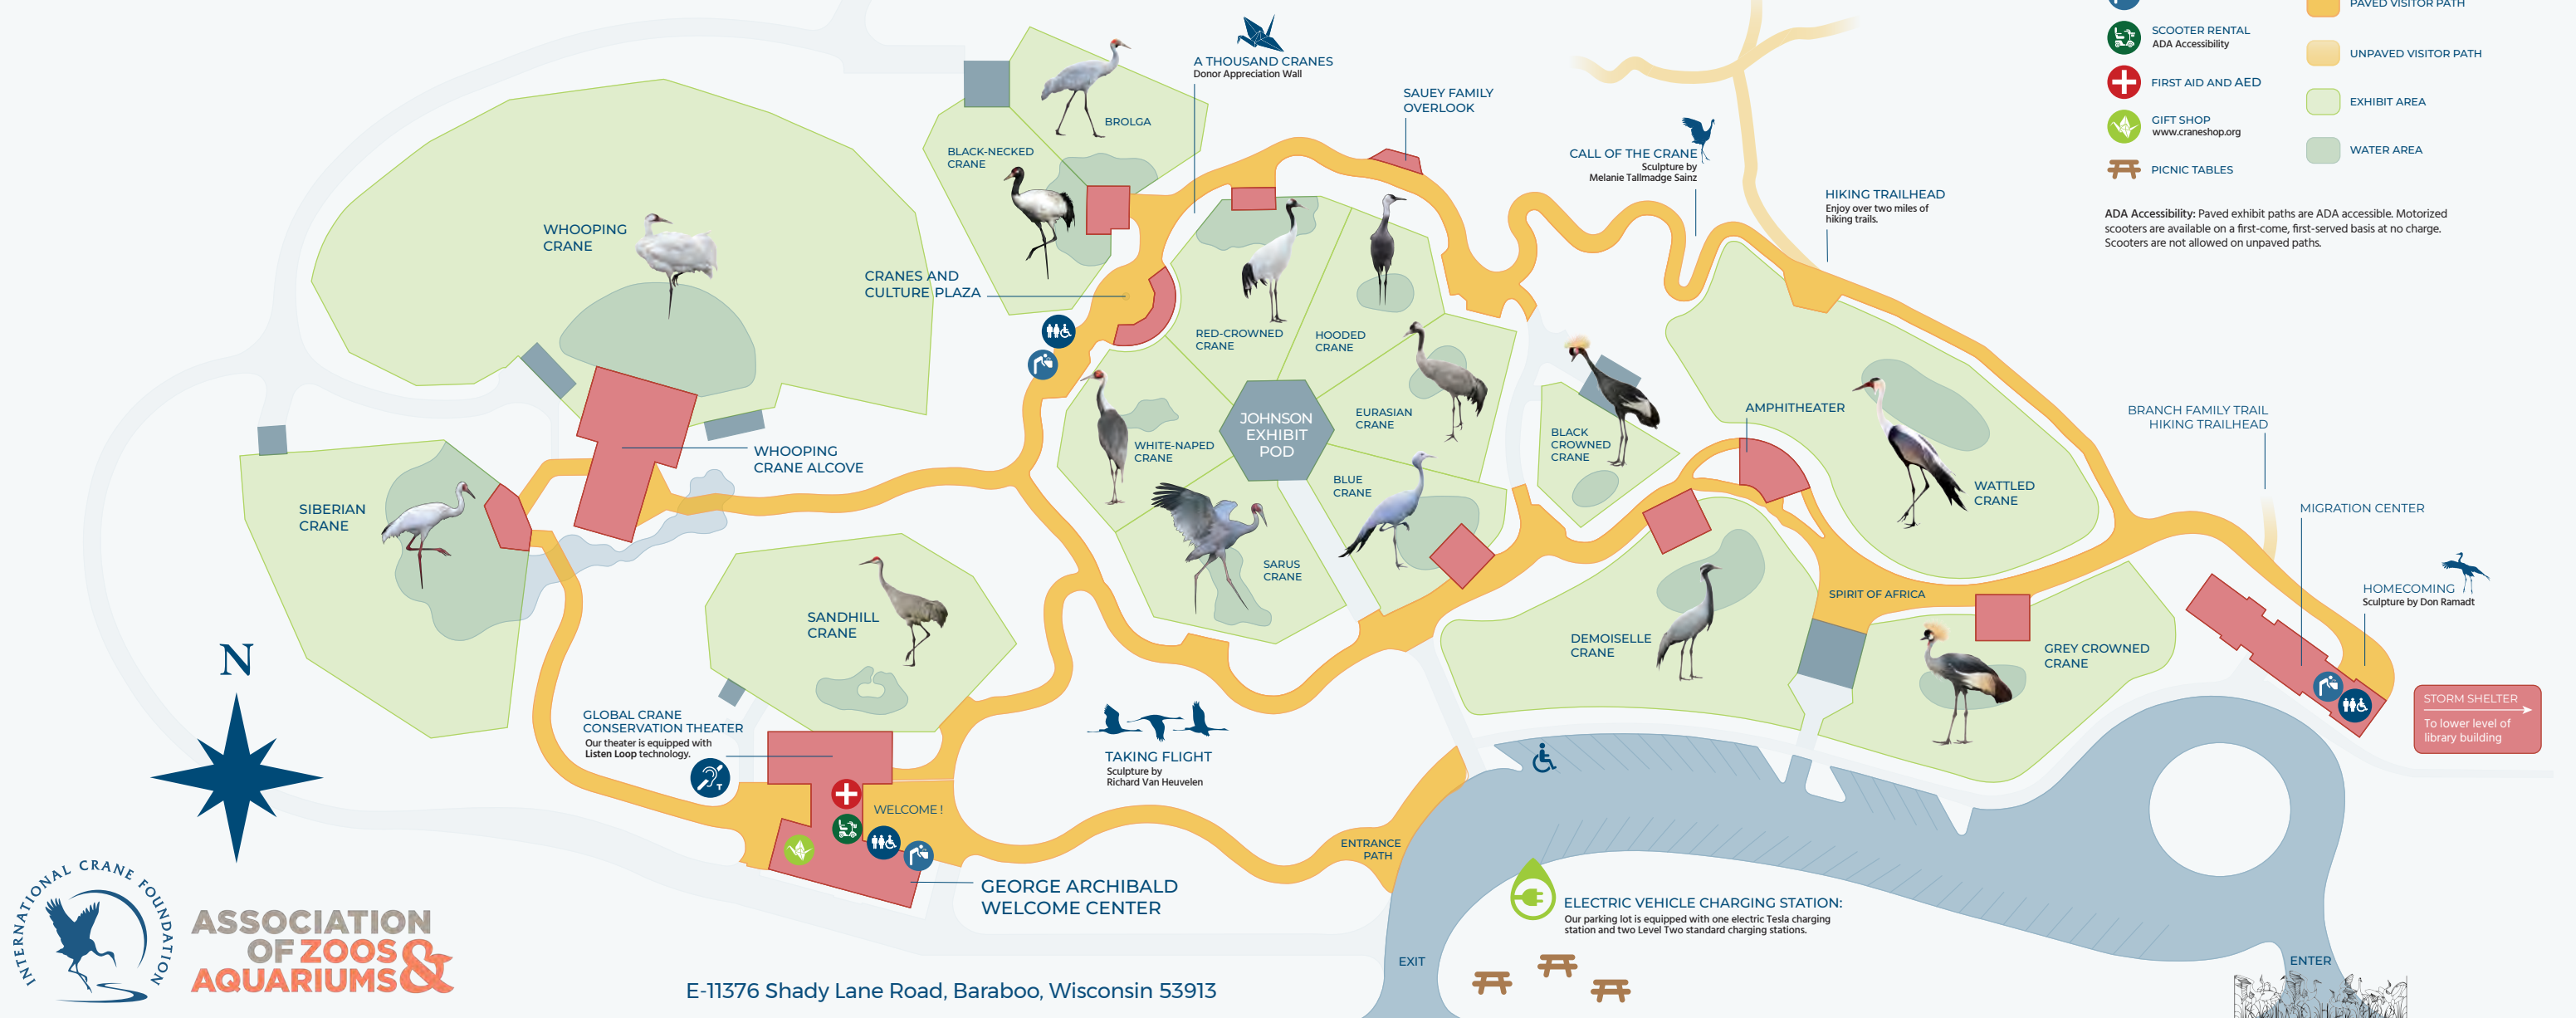 PAVED VISITOR PATH
SCOOTER RENTAL
ADA Accessibility
UNPAVED VISITOR PATH
FIRST AID AND AED
EXHIBIT AREA
GIFT SHOP
www.craneshop.org
WATER AREA
PICNIC TABLES
ADA Accessibility: Paved exhibit paths are ADA accessible. Motorized
scooters are available on a first-come, first-served basis at no charge.
Scooters are not allowed on unpaved paths.
A THOUSAND CRANES
Donor Appreciation Wall
SAUEY FAMILY
OVERLOOK
BROLGA
BLACK-NECKED
CRANE
CALL OF THE CRANE
Sculpture by
Melanie Tallmadge Sainz
HIKING TRAILHEAD
Enjoy over two miles of
hiking trails.
WHOOPING
CRANE
CRANES AND
CULTURE PLAZA
RED-CROWNED
CRANE
HOODED
CRANE
EURASIAN
CRANE
JOHNSON
EXHIBIT
POD
WHITE-NAPED
CRANE
BLACK
CROWNED
CRANE
AMPHITHEATER
BRANCH FAMILY TRAIL
HIKING TRAILHEAD
WHOOPING
CRANE ALCOVE
BLUE
CRANE
WATTLED
CRANE
SIBERIAN
CRANE
MIGRATION CENTER
SARUS
CRANE
SPIRIT OF AFRICA
HOMECOMING
Sculpture by Don Ramadt
SANDHILL
CRANE
DEMOISELLE
CRANE
GREY CROWNED
CRANE
N
STORM SHELTER
To lower level of
library building
GLOBAL CRANE
CONSERVATION THEATER
Our theater is equipped with
Listen Loop technology.
T
TAKING FLIGHT
Sculpture by
Richard Van Heuvelen
WELCOME !
ENTRANCE
PATH
GEORGE ARCHIBALD
WELCOME CENTER
ELECTRIC VEHICLE CHARGING STATION:
Our parking lot is equipped with one electric Tesla charging
station and two Level Two standard charging stations.
EXIT
ENTER
INTERNATIONAL CRANE FOUNDATION
ASSOCIATION
OF ZOOS
AQUARIUMS &
E-11376 Shady Lane Road, Baraboo, Wisconsin 53913